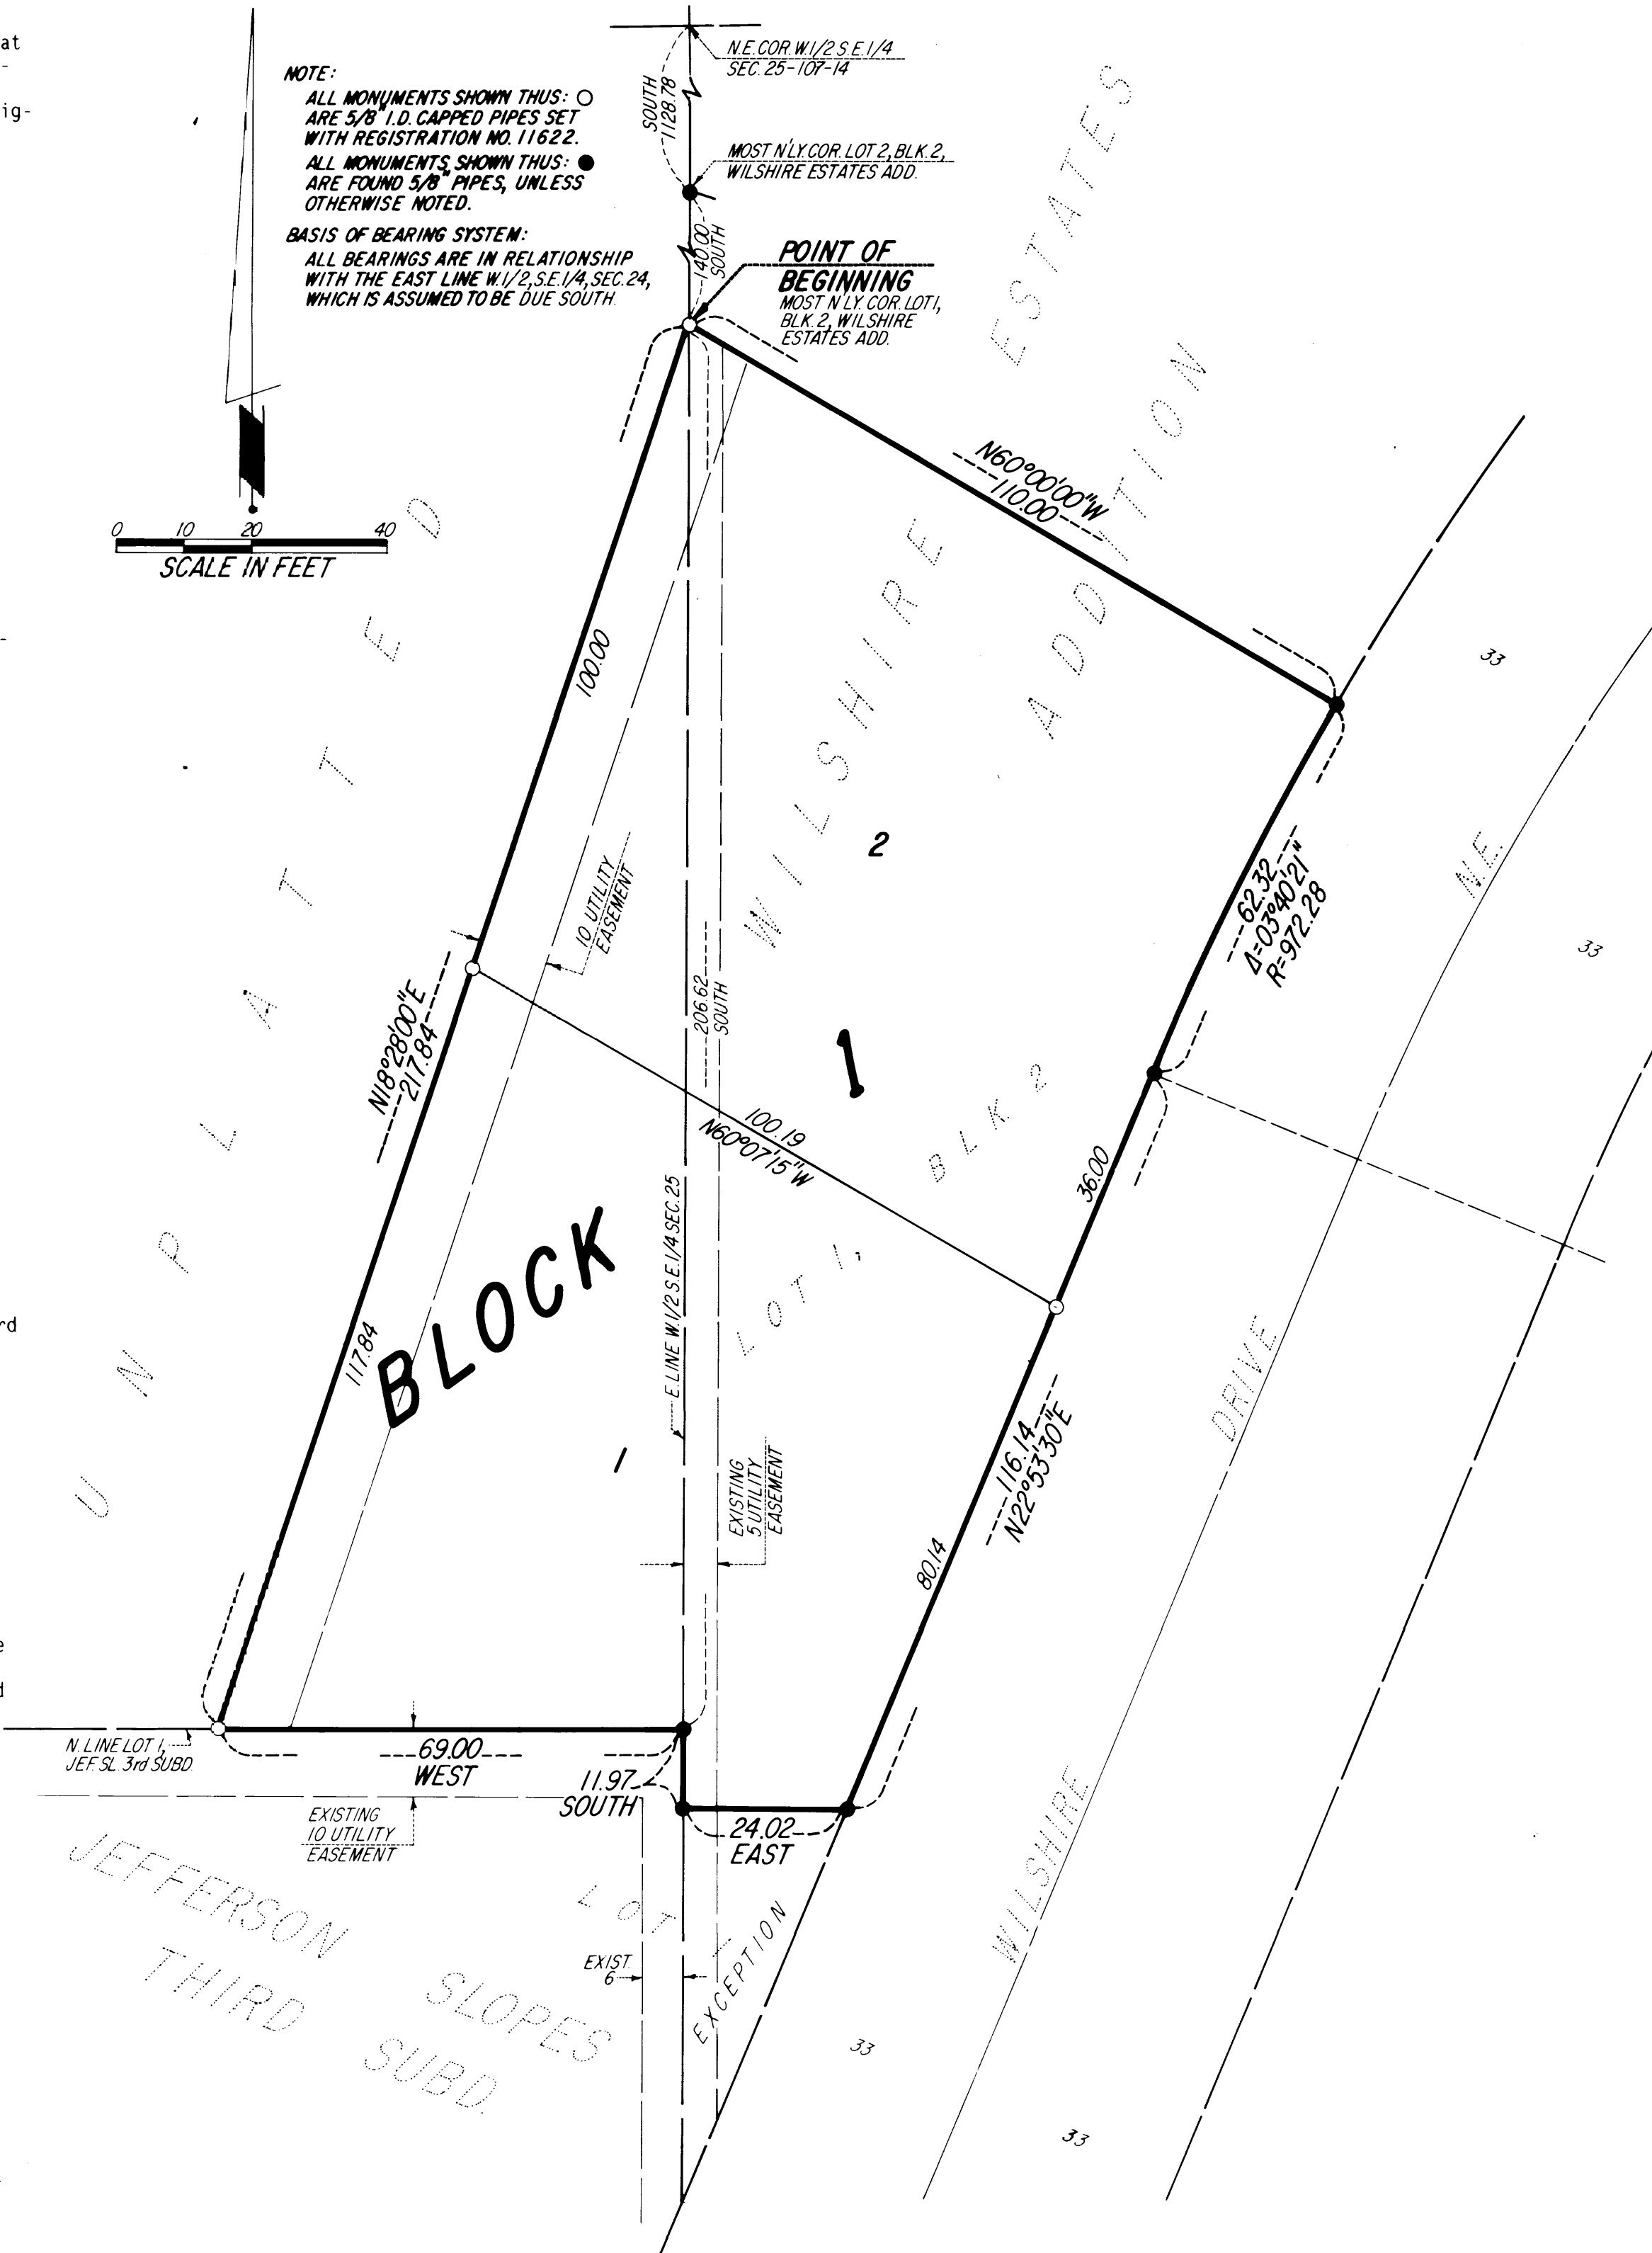 at
-
ig-
NOTE:
ALL MONUMENTS SHOWN THUS: ○
ARE 5/8" I.D. CAPPED PIPES SET
WITH REGISTRATION NO. 11622.
ALL MONUMENTS SHOWN THUS: ●
ARE FOUND 5/8" PIPES, UNLESS
OTHERWISE NOTED.
BASIS OF BEARING SYSTEM:
ALL BEARINGS ARE IN RELATIONSHIP
WITH THE EAST LINE W.1/2,S.E.1/4,SEC.24,
WHICH IS ASSUMED TO BE DUE SOUTH.
0 10 20 40
SCALE IN FEET
N.E.COR.W.1/2 S.E.1/4
SEC. 25-107-14
SOUTH
1128.78
MOST N'LY.COR. LOT 2, BLK. 2,
WILSHIRE ESTATES ADD.
140.00
SOUTH
POINT OF
BEGINNING
MOST N'LY. COR. LOT 1,
BLK. 2, WILSHIRE
ESTATES ADD.
WILSHIRE ESTATES
ADDITION
N60°00'00"W
110.00
UNPLATTED
100.00
10 UTILITY
EASEMENT
2
33
62.32
Δ=03°40'21"
R=972.28
N.E.
33
N18°28'00"E
217.84
206.62
SOUTH
1
BLK 2
100.19
N60°07'15"W
36.00
-
rd
E.LINE W.1/2 S.E.1/4 SEC.25
LOT 1,
BLOCK
117.84
DRIVE
116.14
N22°53'30"E
1
EXISTING
5 UTILITY
EASEMENT
80.14
e
d
N. LINE LOT 1,
JEF. SL. 3rd SUBD.
69.00
WEST
11.97
SOUTH
24.02
EAST
EXISTING
10 UTILITY
EASEMENT
WILSHIRE
JEFFERSON SLOPES
THIRD SUBD.
LOT 1
EXIST.
6
EXCEPTION
33
33